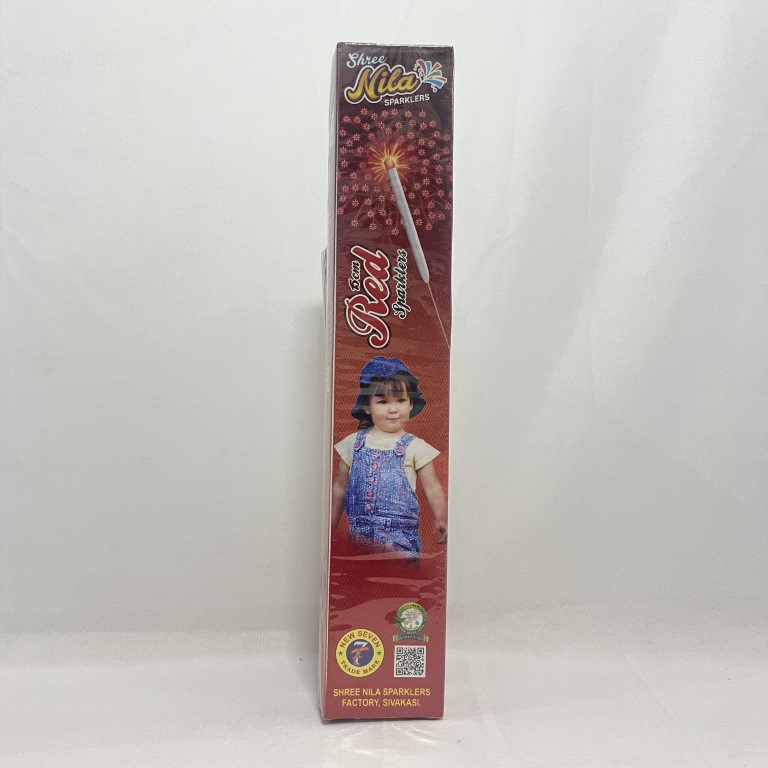 Shree
Nila
SPARKLERS
15cm
Red
Sparklers
NEW SEVEN
7
TRADE MARK
SHREE NILA SPARKLERS
FACTORY, SIVAKASI.